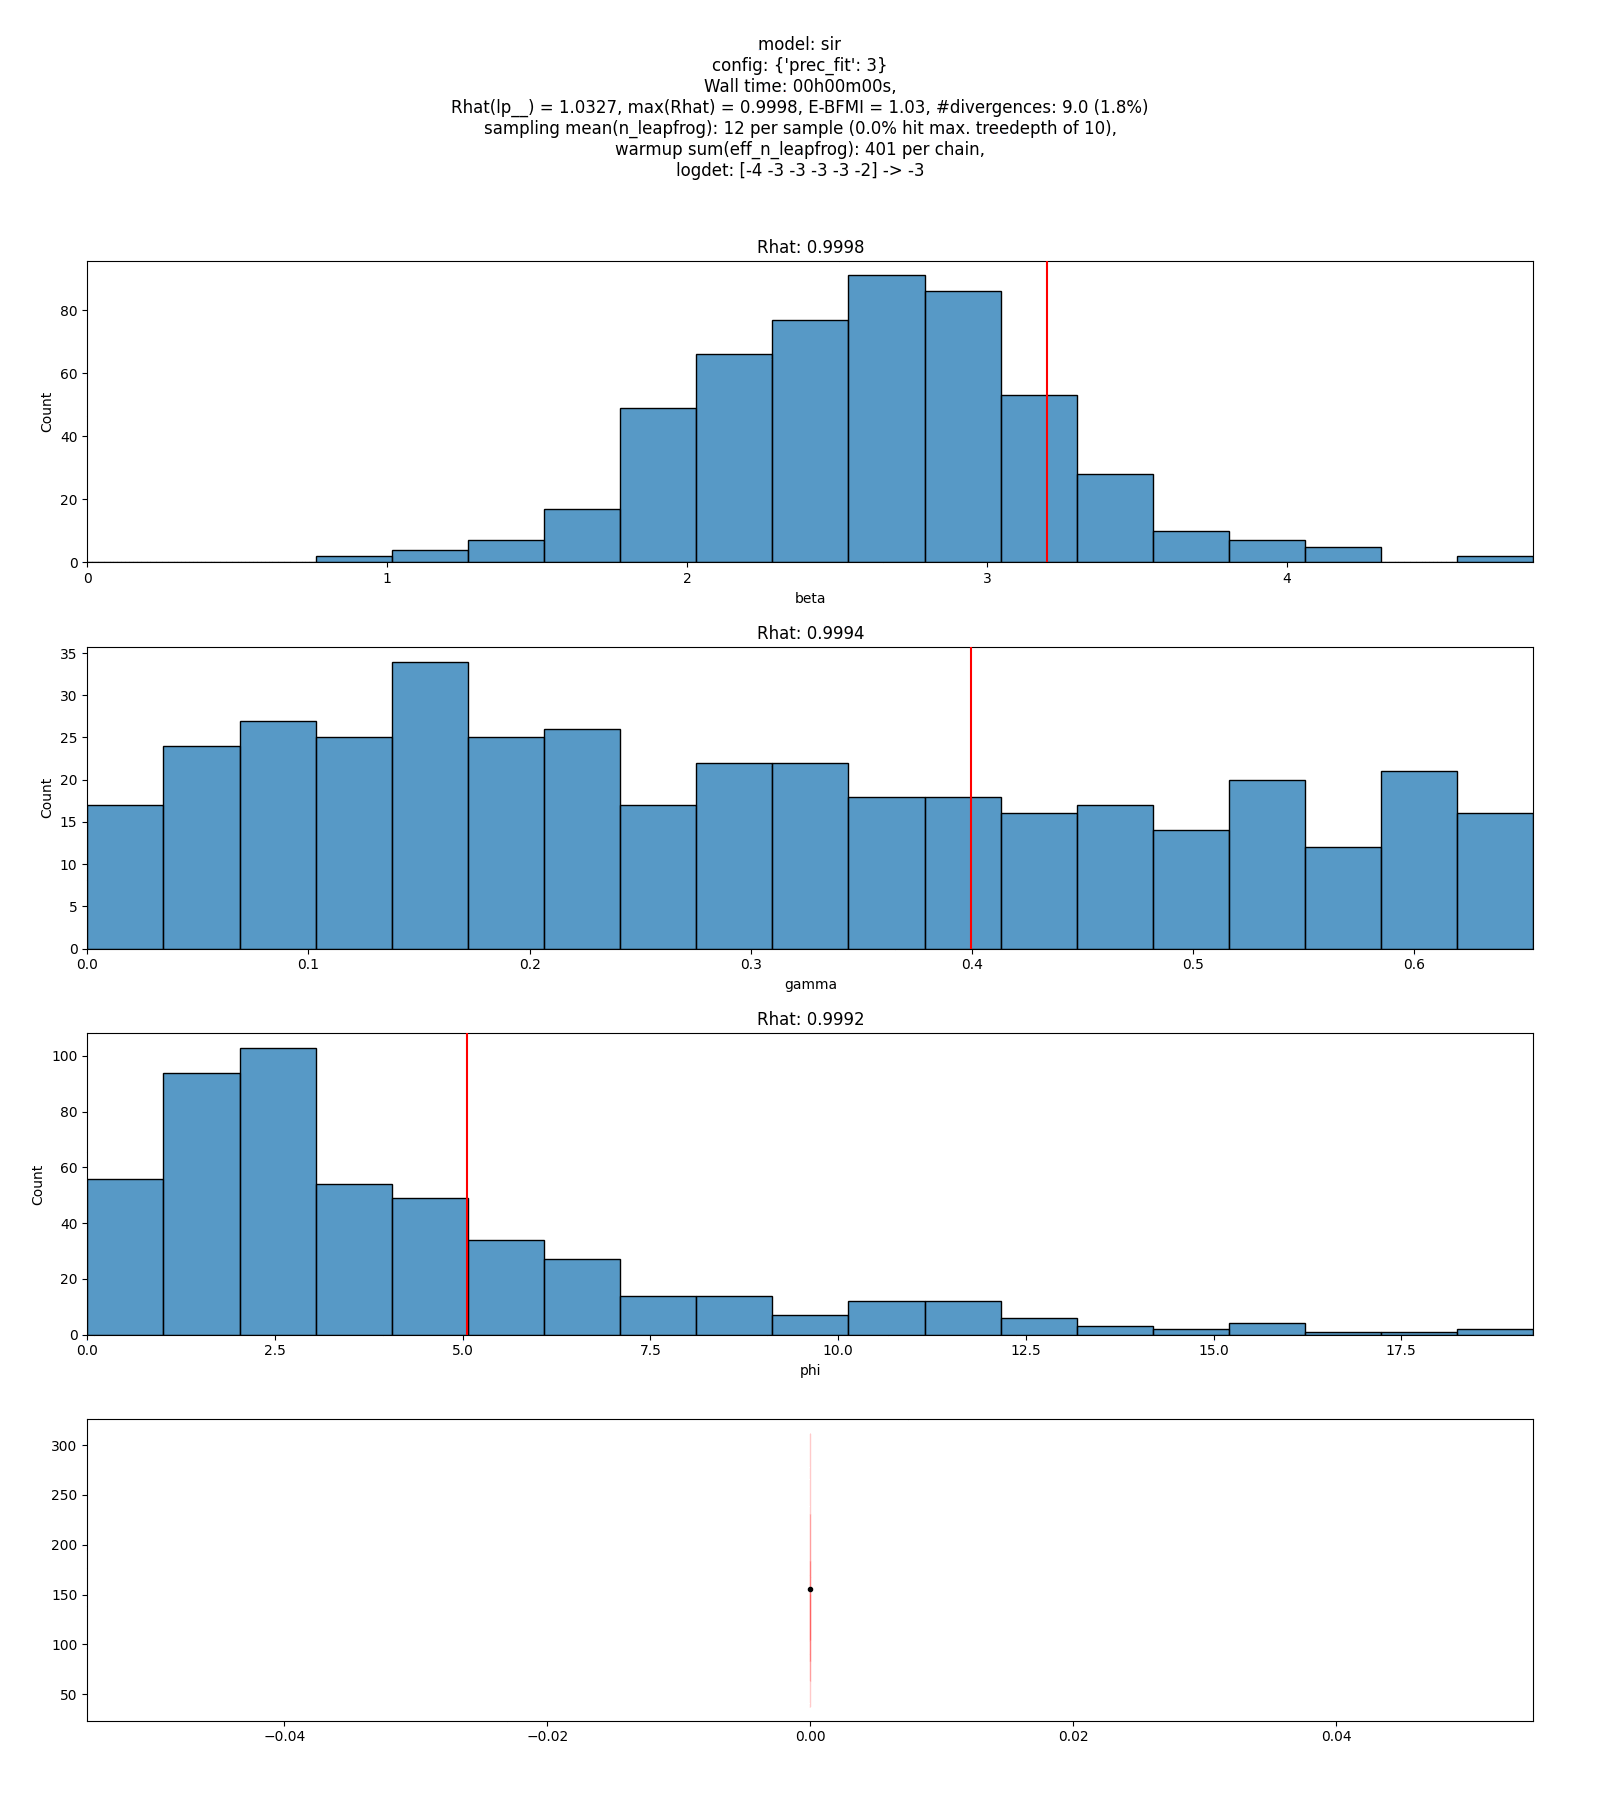 model: sir
config: {'prec_fit': 3}
Wall time: 00h00m00s,
Rhat(lp__) = 1.0327, max(Rhat) = 0.9998, E-BFMI = 1.03, #divergences: 9.0 (1.8%)
sampling mean(n_leapfrog): 12 per sample (0.0% hit max. treedepth of 10),
warmup sum(eff_n_leapfrog): 401 per chain,
logdet: [-4 -3 -3 -3 -3 -2] -> -3
Rhat: 0.9998
80
60
40
20
0
Count
0 1 2 3 4
beta
Rhat: 0.9994
35
30
25
20
15
10
5
0
Count
0.0 0.1 0.2 0.3 0.4 0.5 0.6
gamma
Rhat: 0.9992
100
80
60
40
20
0
Count
0.0 2.5 5.0 7.5 10.0 12.5 15.0 17.5
phi
300
250
200
150
100
50
−0.04 −0.02 0.00 0.02 0.04